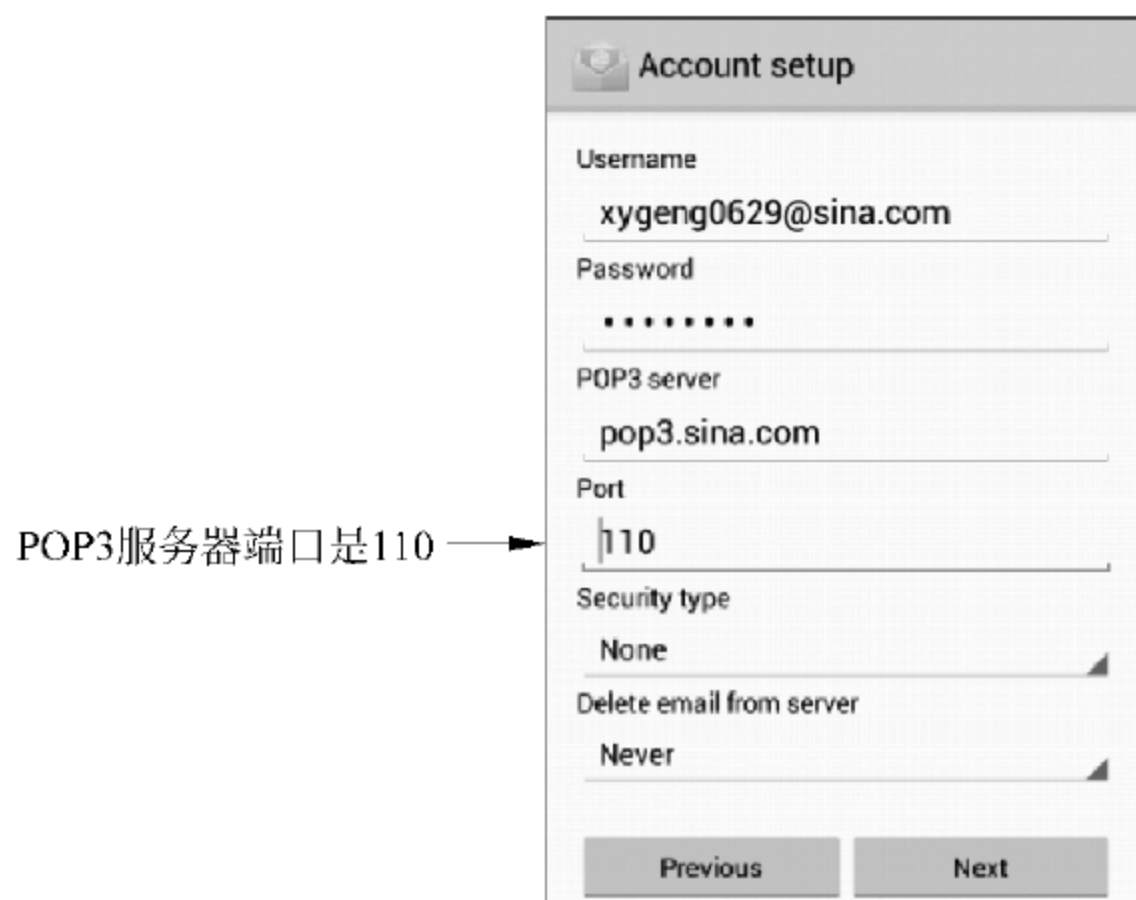 Account setup
Username
xygeng0629@sina.com
Password
••••••••
POP3 server
pop3.sina.com
Port
POP3服务器端口是110
110
Security type
None
Delete email from server
Never
Previous
Next